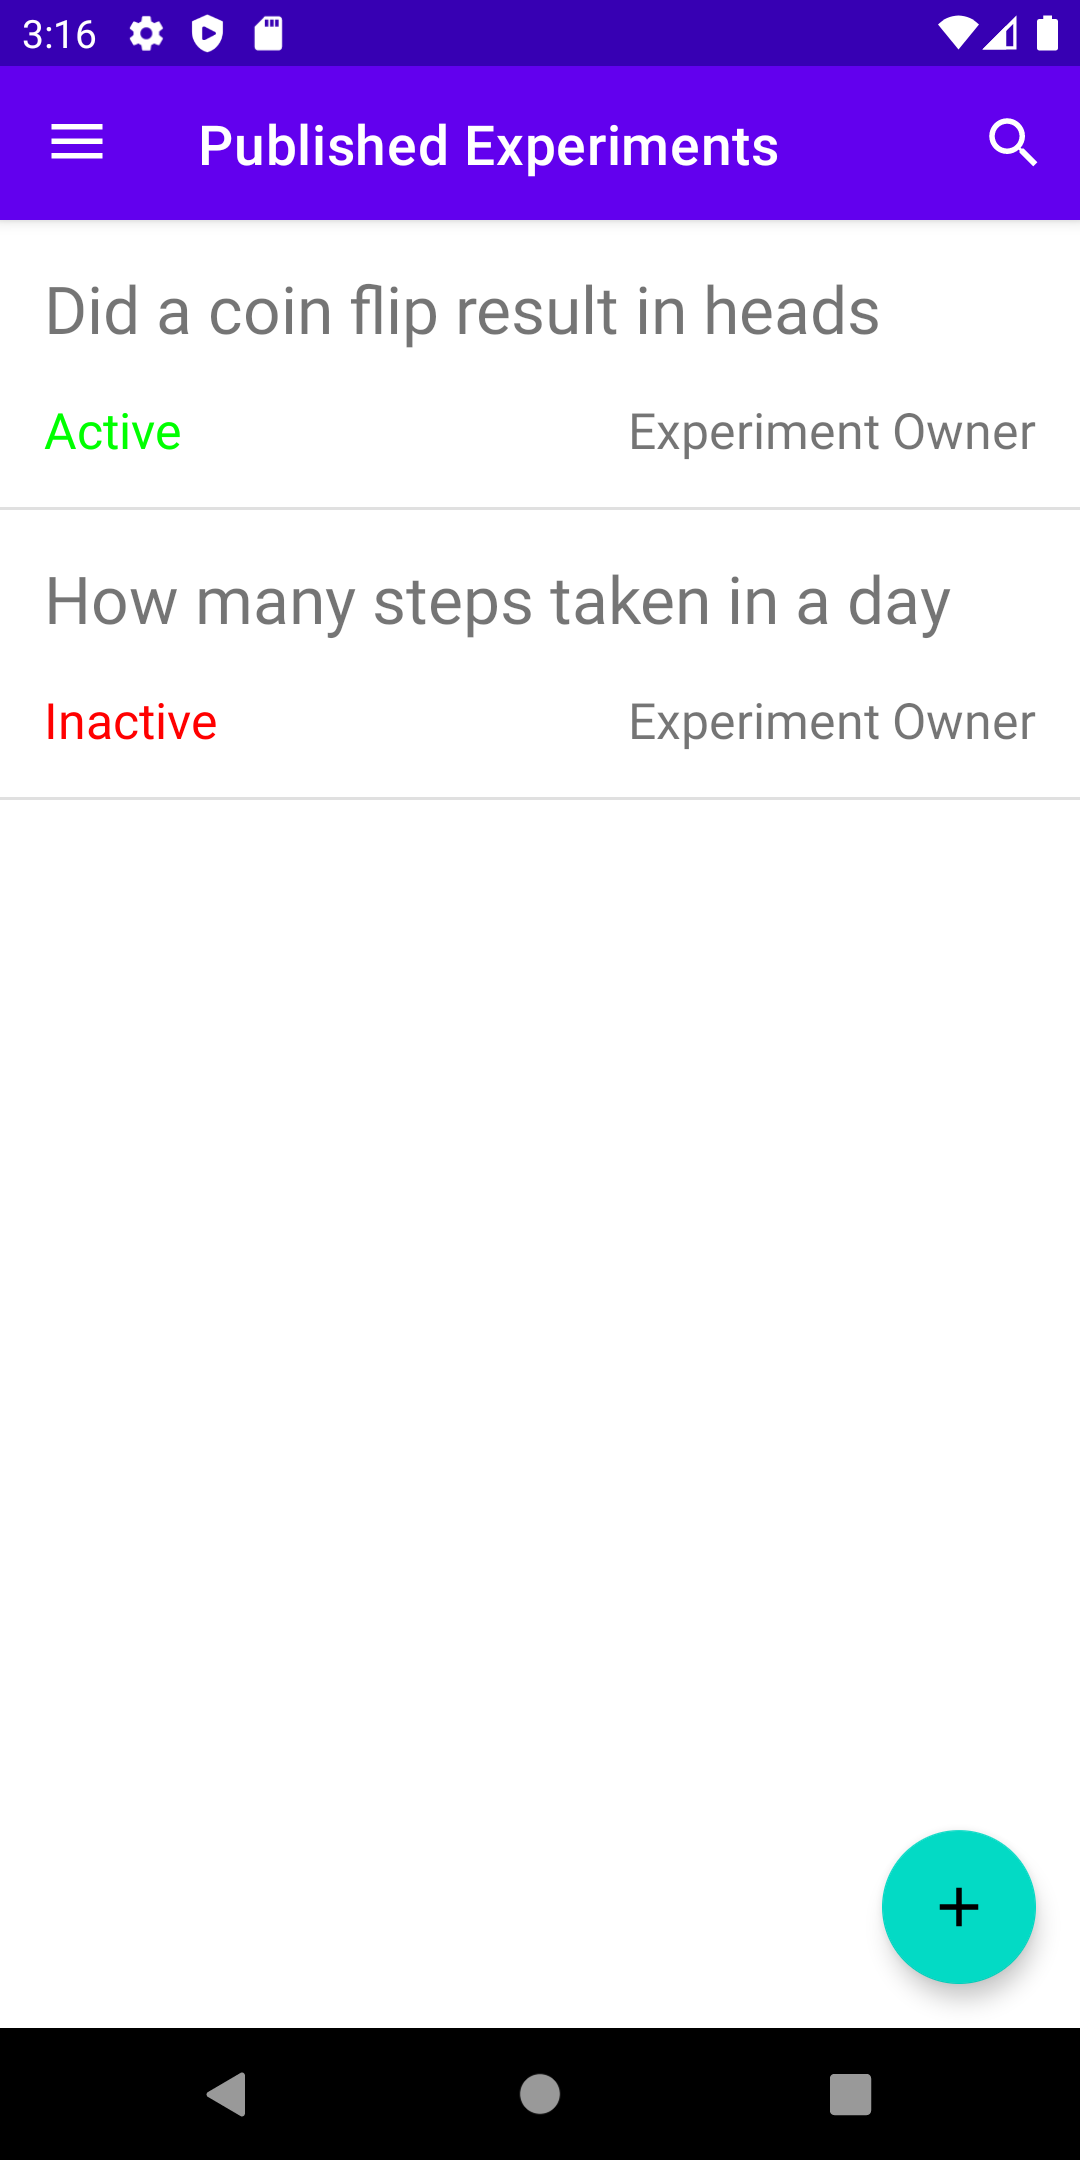 3:16
Published Experiments
Did a coin flip result in heads
Active Experiment Owner
How many steps taken in a day
Inactive Experiment Owner